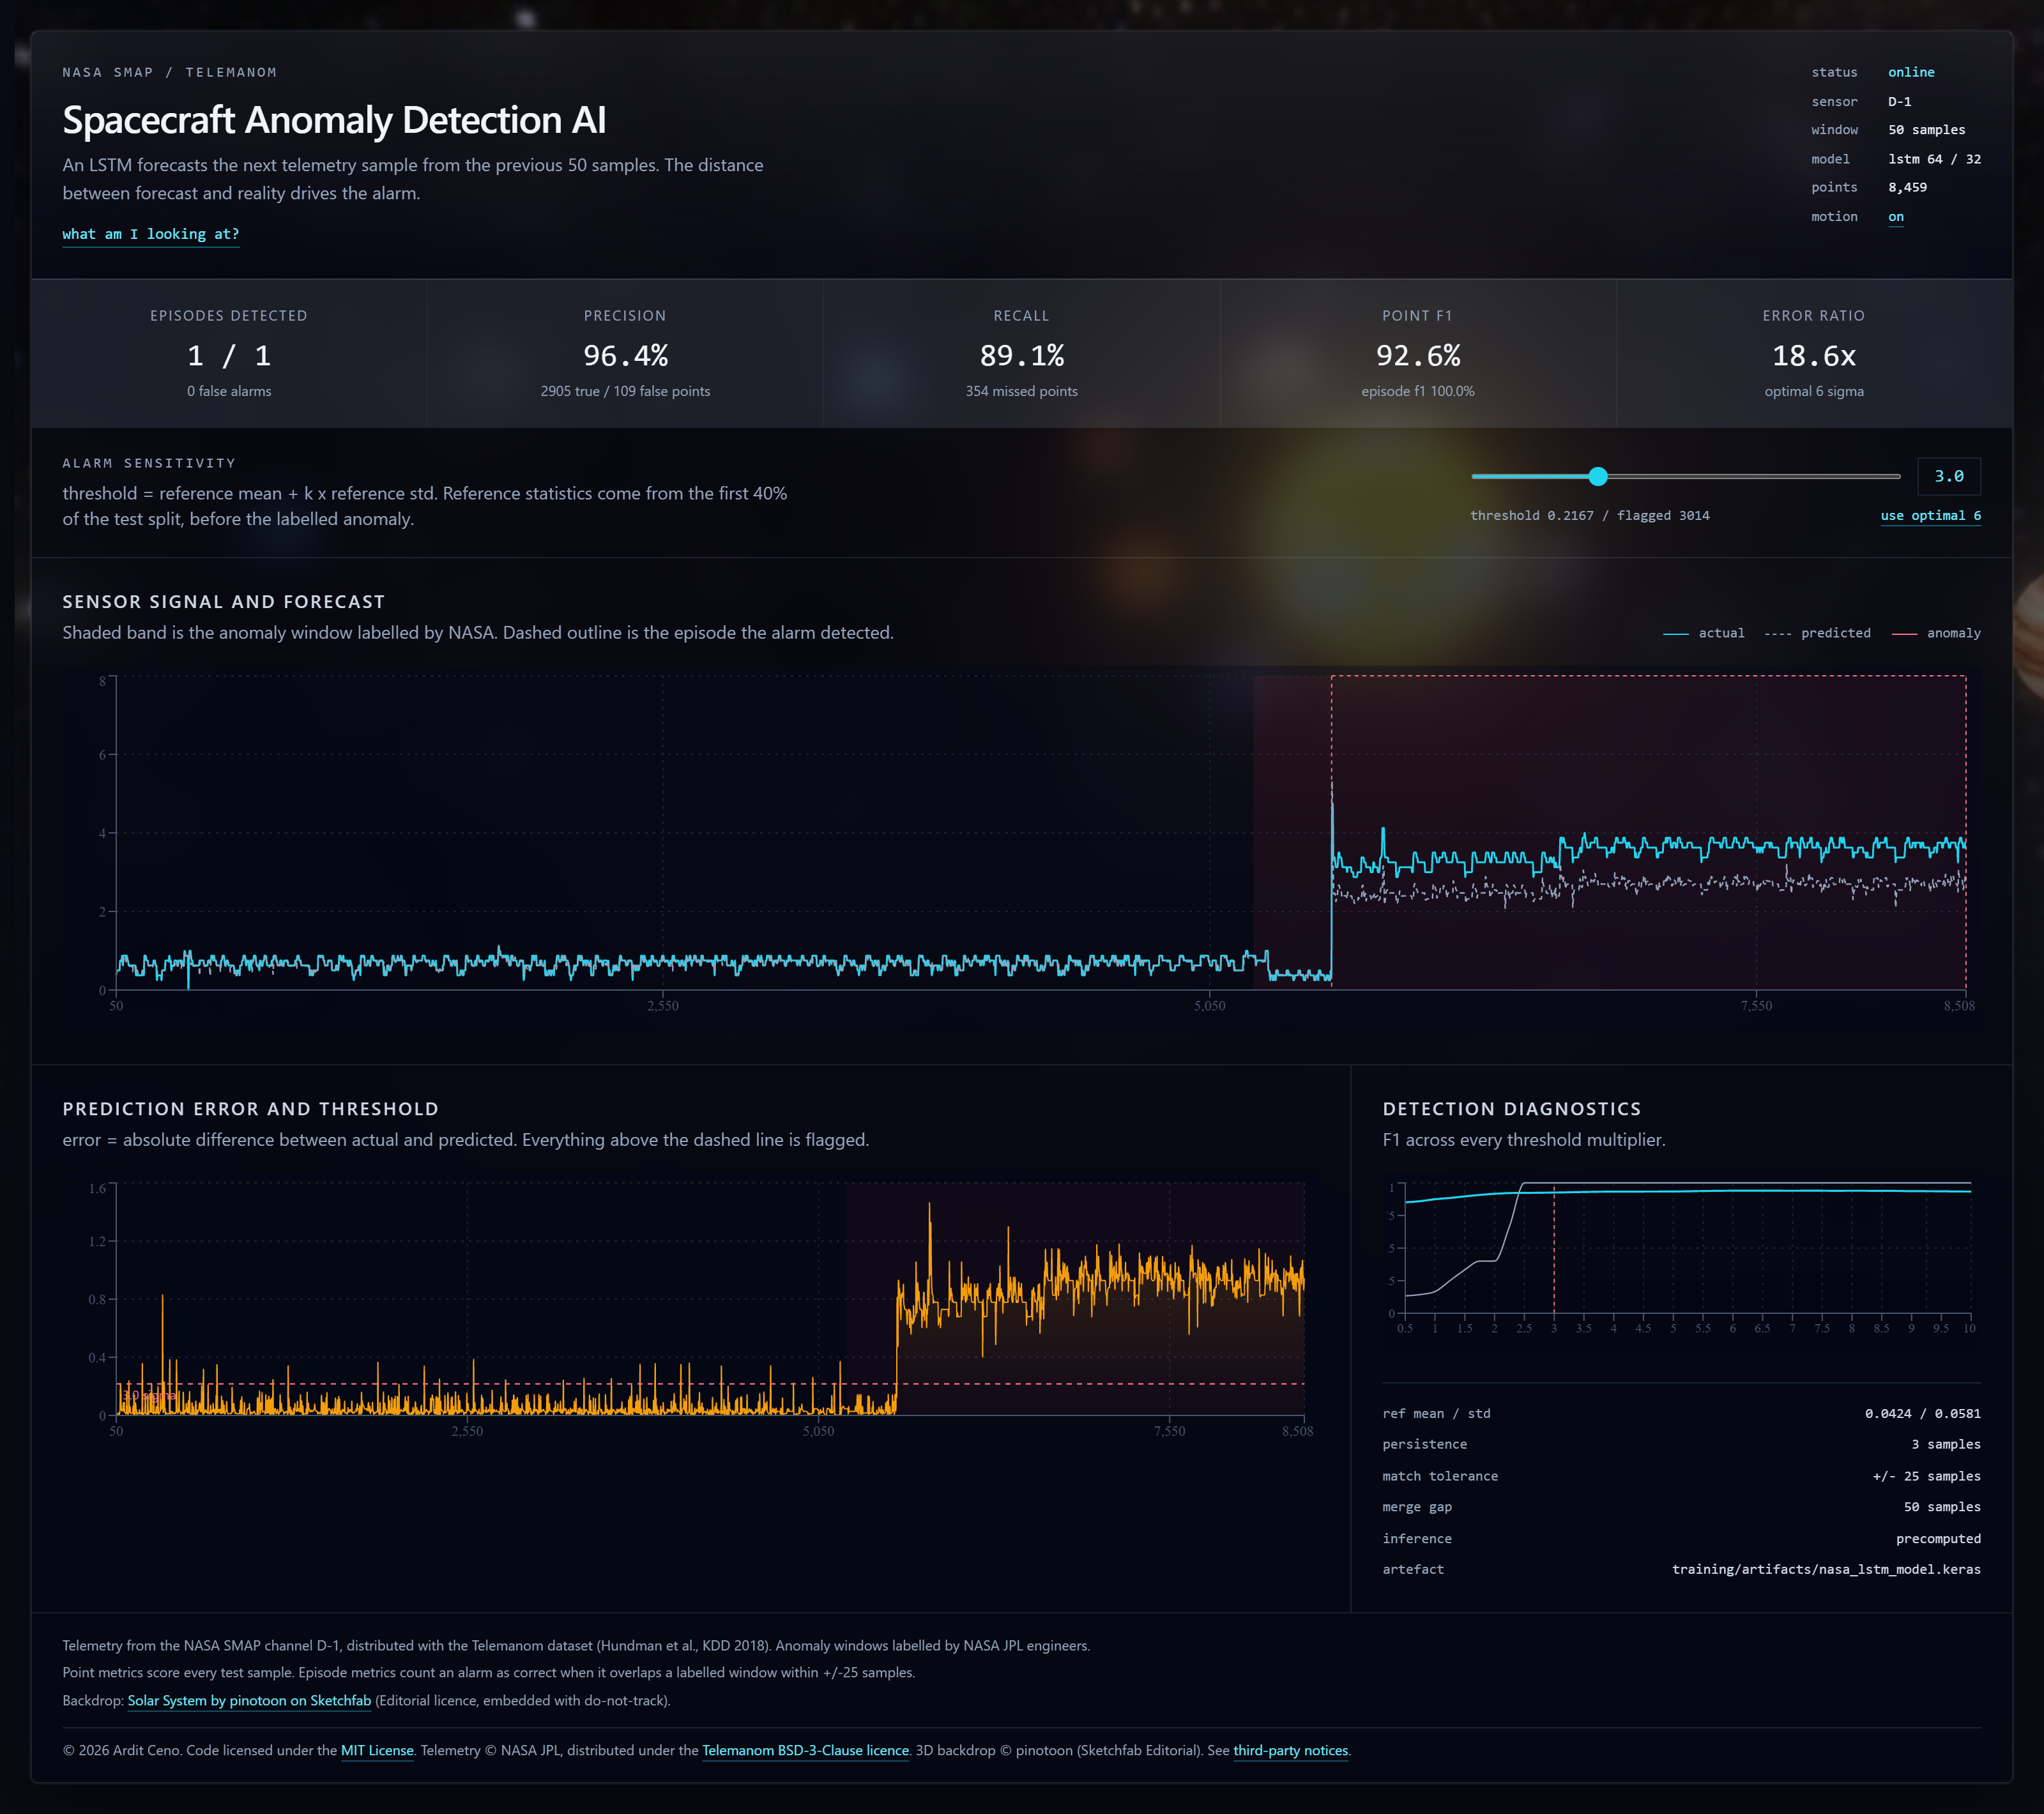 NASA SMAP / TELEMANOM
Spacecraft Anomaly Detection AI
An LSTM forecasts the next telemetry sample from the previous 50 samples. The distance
between forecast and reality drives the alarm.
what am I looking at?
status online
sensor D-1
window 50 samples
model lstm 64 / 32
points 8,459
motion on
EPISODES DETECTED
1 / 1
0 false alarms
PRECISION
96.4%
2905 true / 109 false points
RECALL
89.1%
354 missed points
POINT F1
92.6%
episode f1 100.0%
ERROR RATIO
18.6x
optimal 6 sigma
ALARM SENSITIVITY
threshold = reference mean + k x reference std. Reference statistics come from the first 40%
of the test split, before the labelled anomaly.
3.0
threshold 0.2167 / flagged 3014
use optimal 6
SENSOR SIGNAL AND FORECAST
Shaded band is the anomaly window labelled by NASA. Dashed outline is the episode the alarm detected.
actual predicted anomaly
8
6
4
2
0
50 2,550 5,050 7,550 8,508
PREDICTION ERROR AND THRESHOLD
error = absolute difference between actual and predicted. Everything above the dashed line is flagged.
1.6
1.2
0.8
0.4
3.0 sigma
0
50 2,550 5,050 7,550 8,508
DETECTION DIAGNOSTICS
F1 across every threshold multiplier.
1
5
5
5
0
0.5 1 1.5 2 2.5 3 3.5 4 4.5 5 5.5 6 6.5 7 7.5 8 8.5 9 9.5 10
ref mean / std 0.0424 / 0.0581
persistence 3 samples
match tolerance +/- 25 samples
merge gap 50 samples
inference precomputed
artefact training/artifacts/nasa_lstm_model.keras
Telemetry from the NASA SMAP channel D-1, distributed with the Telemanom dataset (Hundman et al., KDD 2018). Anomaly windows labelled by NASA JPL engineers.
Point metrics score every test sample. Episode metrics count an alarm as correct when it overlaps a labelled window within +/-25 samples.
Backdrop: Solar System by pinotoon on Sketchfab (Editorial licence, embedded with do-not-track).
© 2026 Ardit Ceno. Code licensed under the MIT License. Telemetry © NASA JPL, distributed under the Telemanom BSD-3-Clause licence. 3D backdrop © pinotoon (Sketchfab Editorial). See third-party notices.